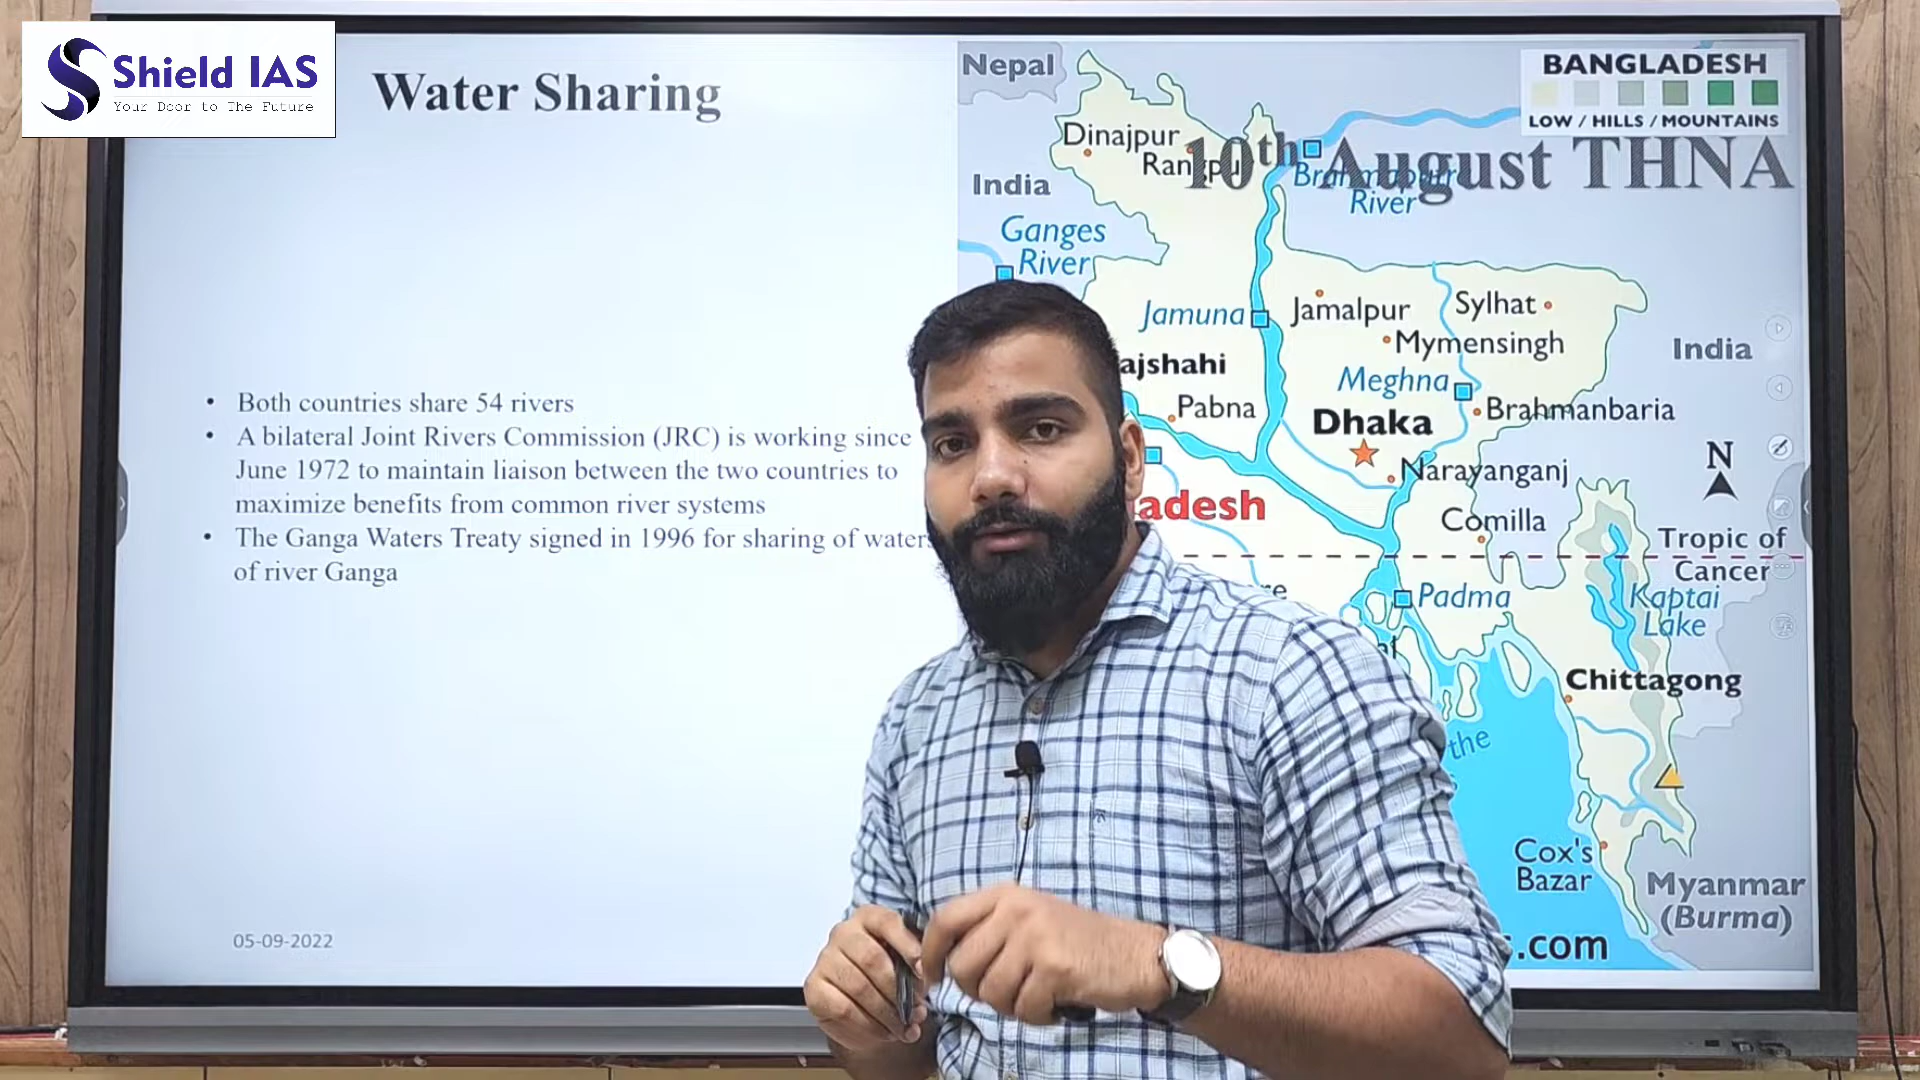 Shield IAS
Your Door to The Future
Water Sharing
10th August THNA
• Both countries share 54 rivers
• A bilateral Joint Rivers Commission (JRC) is working since
June 1972 to maintain liaison between the two countries to
maximize benefits from common river systems
• The Ganga Waters Treaty signed in 1996 for sharing of waters
of river Ganga
05-09-2022
Nepal
BANGLADESH
LOW / HILLS / MOUNTAINS
Dinajpur
India
River
Ganges
River
Jamuna
Jamalpur
Sylhat
Mymensingh
India
ajshahi
Meghna
Pabna
Brahmanbaria
Dhaka
N
Narayanganj
adesh
Comilla
Tropic of
Cancer
Padma
Kaptai
Lake
Chittagong
the
Cox's
Bazar
Myanmar
(Burma)
.com